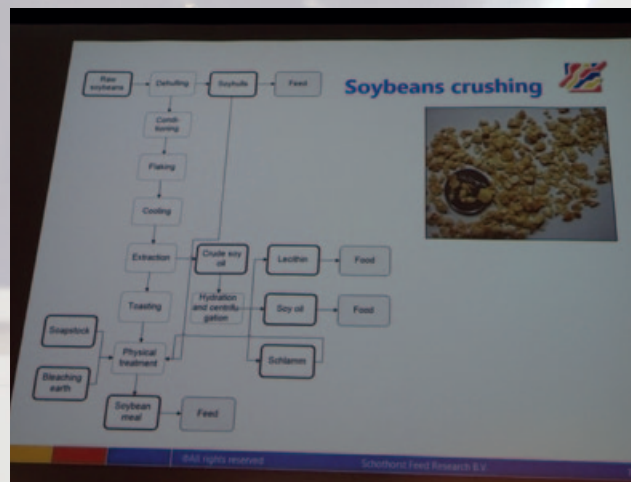 Soybeans crushing
Raw
soybeans
Dehulling
Soyhulls
Feed
Condi-
tioning
Flaking
Cooling
Extraction
Crude soy
oil
Lecithin
Food
Toasting
Hydration
and centrifu
gation
Soy oil
Food
Soapstock
Physical
treatment
Schlamm
Bleaching
earth
Soybean
meal
Feed
®All rights reserved
Schothorst Feed Research B.V.